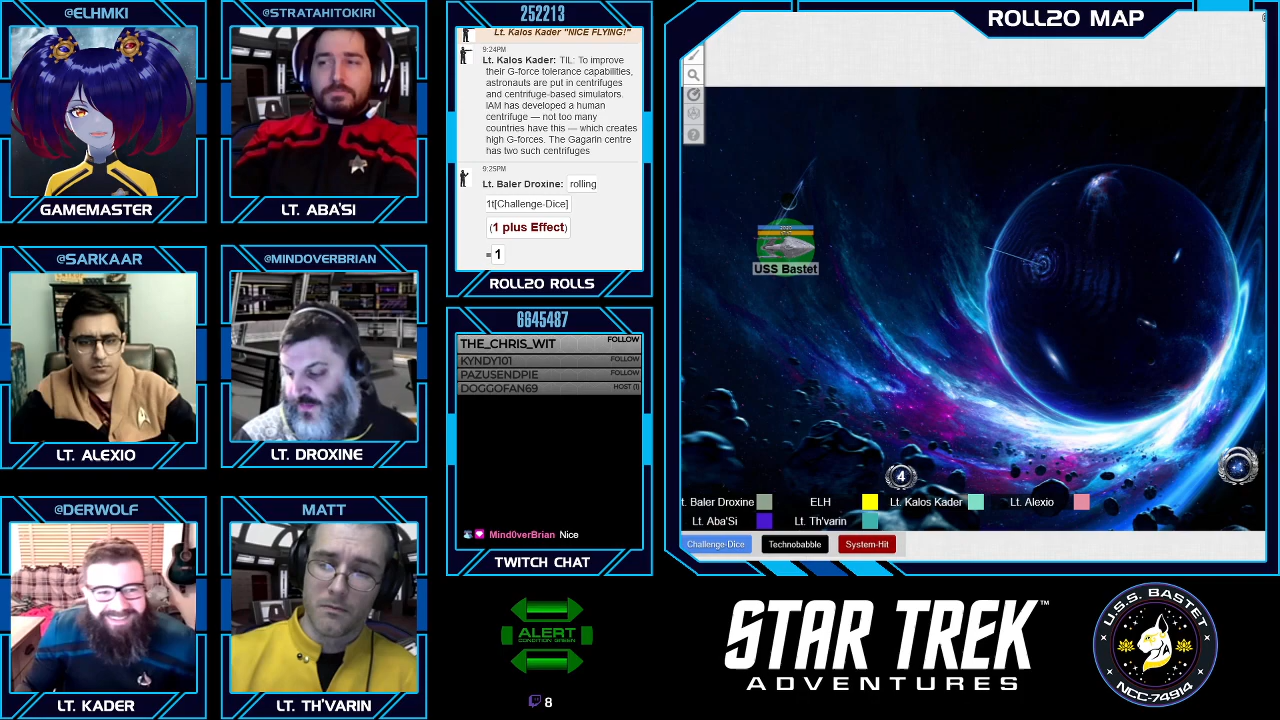 @ELHMKI
GAMEMASTER
@STRATAHITOKIRI
LT. ABA'SI
@SARKAAR
LT. ALEXIO
@MINDOVERBRIAN
LT. DROXINE
@DERWOLF
LT. KADER
MATT
LT. TH'VARIN
252213
Lt. Kalos Kader "NICE FLYING!"
9:24PM
Lt. Kalos Kader: TIL: To improve
their G-force tolerance capabilities,
astronauts are put in centrifuges
and centrifuge-based simulators.
IAM has developed a human
centrifuge — not too many
countries have this — which creates
high G-forces. The Gagarin centre
has two such centrifuges
9:25PM
Lt. Baler Droxine: rolling
1t[Challenge-Dice]
(1 plus Effect)
=1
ROLL20 ROLLS
6645487
THE_CHRIS_WIT FOLLOW
KYNDY101 FOLLOW
PAZUSENDPIE FOLLOW
DOGGOFAN69 HOST (1)
Mind0verBrian Nice
TWITCH CHAT
ALERT
CONDITION GREEN
8
ROLL20 MAP
USS Bastet
4
t. Baler Droxine ELH Lt. Kalos Kader Lt. Alexio
Lt. Aba'Si Lt. Th'varin
Challenge-Dice Technobabble System-Hit
STAR TREK™
ADVENTURES
U.S.S. BASTET
NCC-74914